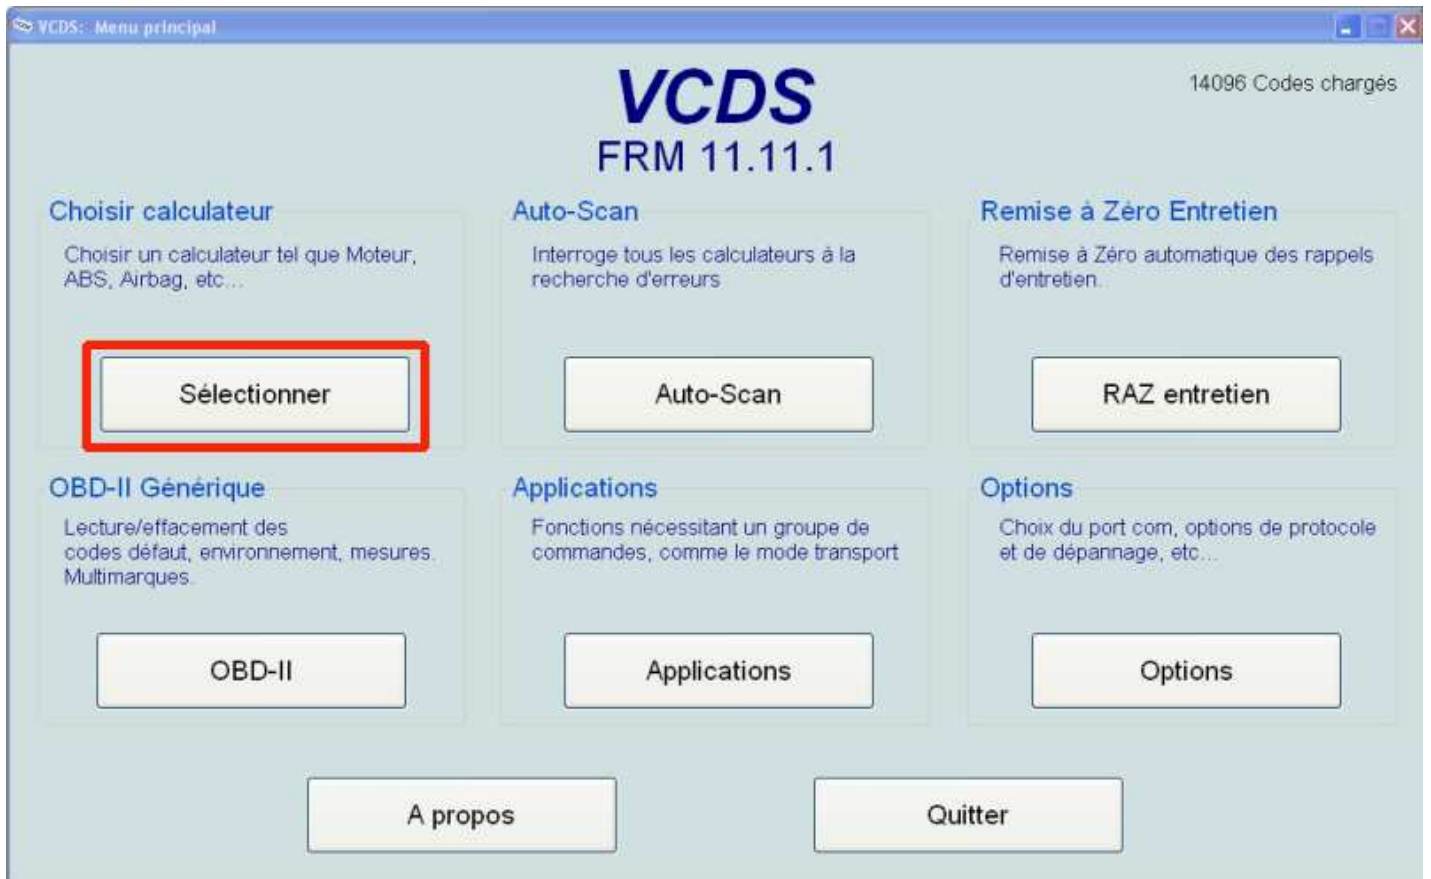 VCDS: Menu principal
VCDS
FRM 11.11.1
14096 Codes chargés
Choisir calculateur
Choisir un calculateur tel que Moteur,
ABS, Airbag, etc...
Sélectionner
Auto-Scan
Interroge tous les calculateurs à la
recherche d'erreurs
Auto-Scan
Remise à Zéro Entretien
Remise à Zéro automatique des rappels
d'entretien.
RAZ entretien
OBD-II Générique
Lecture/effacement des
codes défaut, environnement, mesures.
Multimarques.
OBD-II
Applications
Fonctions nécessitant un groupe de
commandes, comme le mode transport
Applications
Options
Choix du port com, options de protocole
et de dépannage, etc...
Options
A propos
Quitter